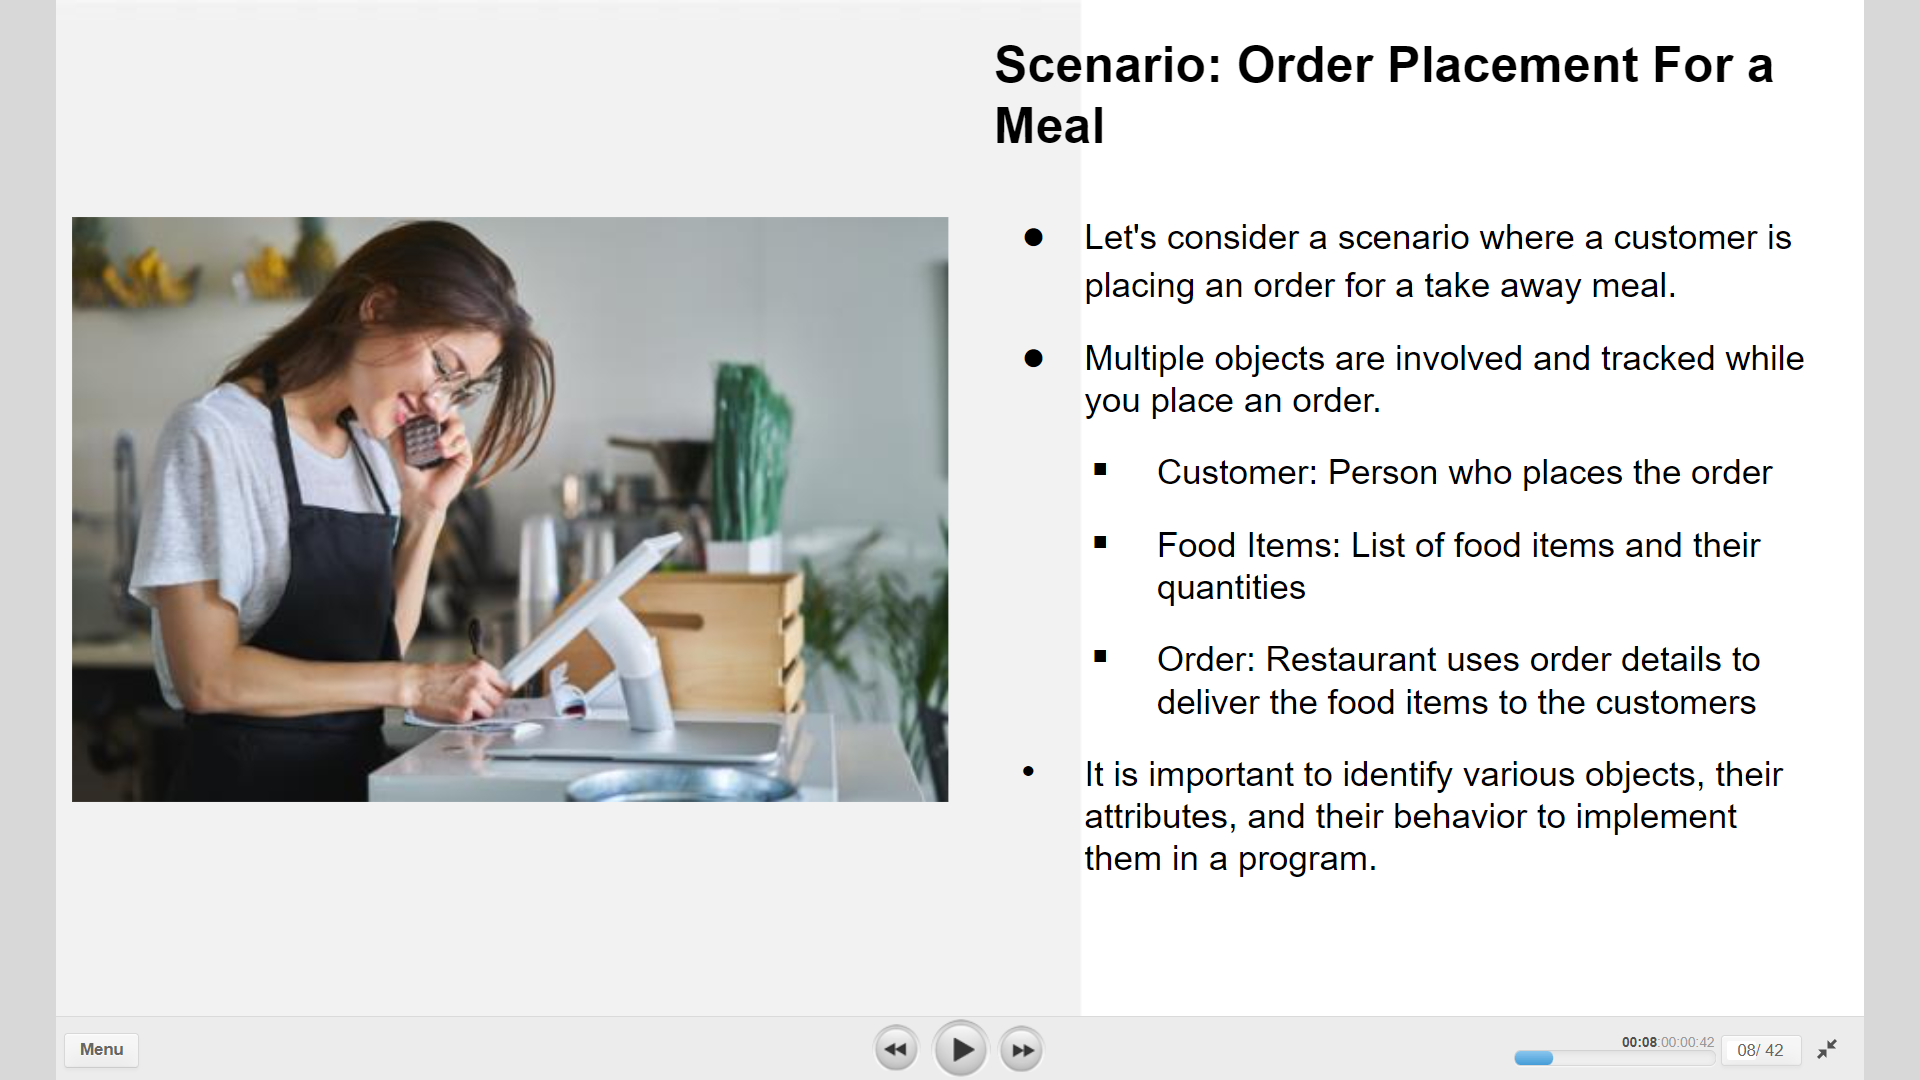 Scenario: Order Placement For a
Meal
● Let's consider a scenario where a customer is
placing an order for a take away meal.
● Multiple objects are involved and tracked while
you place an order.
▪ Customer: Person who places the order
▪ Food Items: List of food items and their
quantities
▪ Order: Restaurant uses order details to
deliver the food items to the customers
• It is important to identify various objects, their
attributes, and their behavior to implement
them in a program.
Menu
00:08:00:00:42
08/ 42